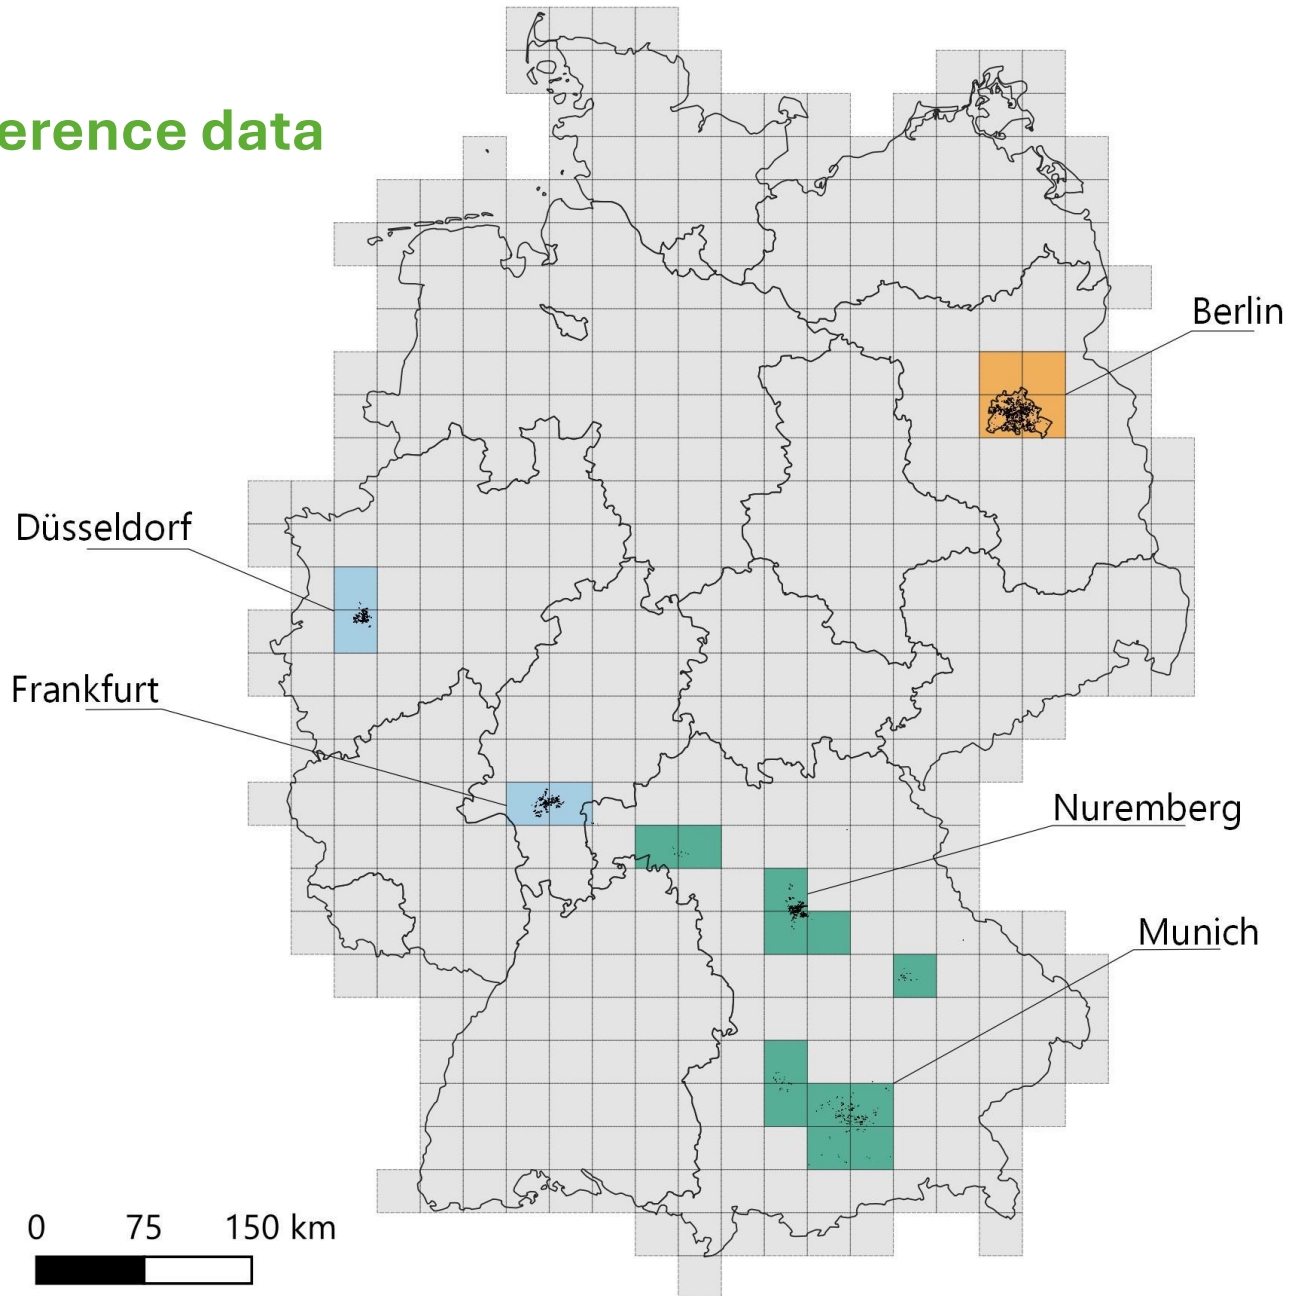 erence data
Berlin
Düsseldorf
Frankfurt
Nuremberg
Munich
0 75 150 km